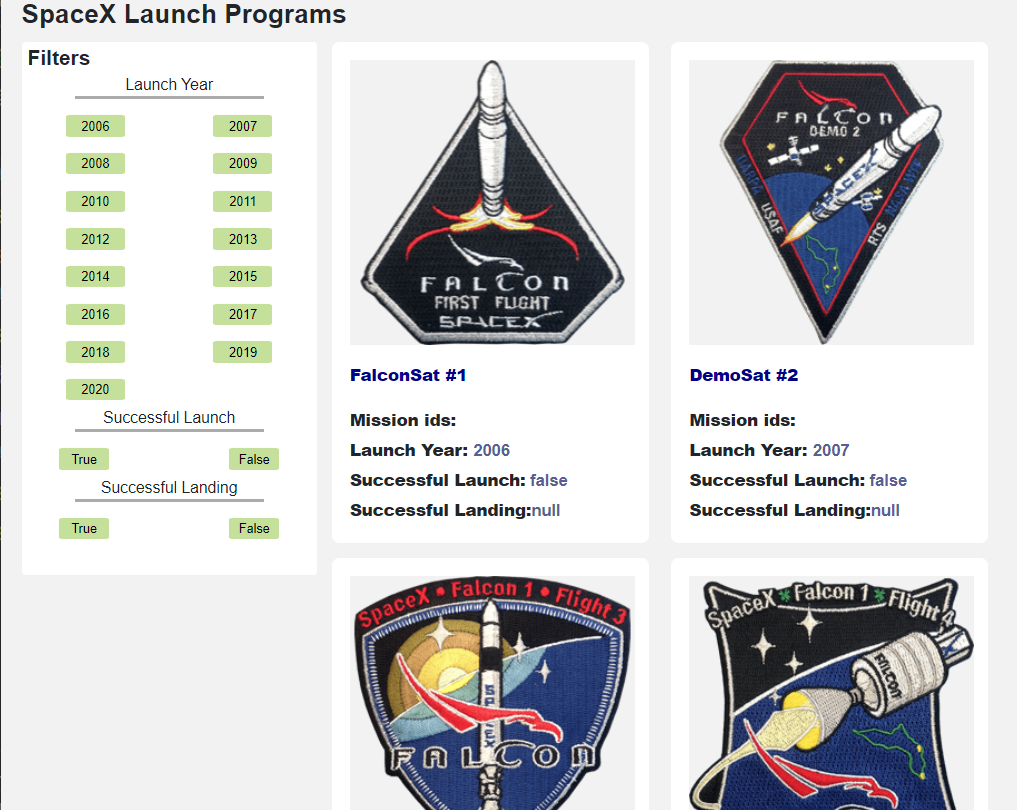 SpaceX Launch Programs
Filters
Launch Year
2006 2007
2008 2009
2010 2011
2012 2013
2014 2015
2016 2017
2018 2019
2020
Successful Launch
True False
Successful Landing
True False
FALCON
FIRST FLIGHT
SPACEX
FalconSat #1
Mission ids:
Launch Year: 2006
Successful Launch: false
Successful Landing:null
FALCON
DEMO 2
SPACEX
DARPA USAF
RTS NASA WFF
DemoSat #2
Mission ids:
Launch Year: 2007
Successful Launch: false
Successful Landing:null
SpaceX • Falcon 1 • Flight 3
SPACEX
FALCON
SpaceX Falcon 1 Flight 4
FALCON